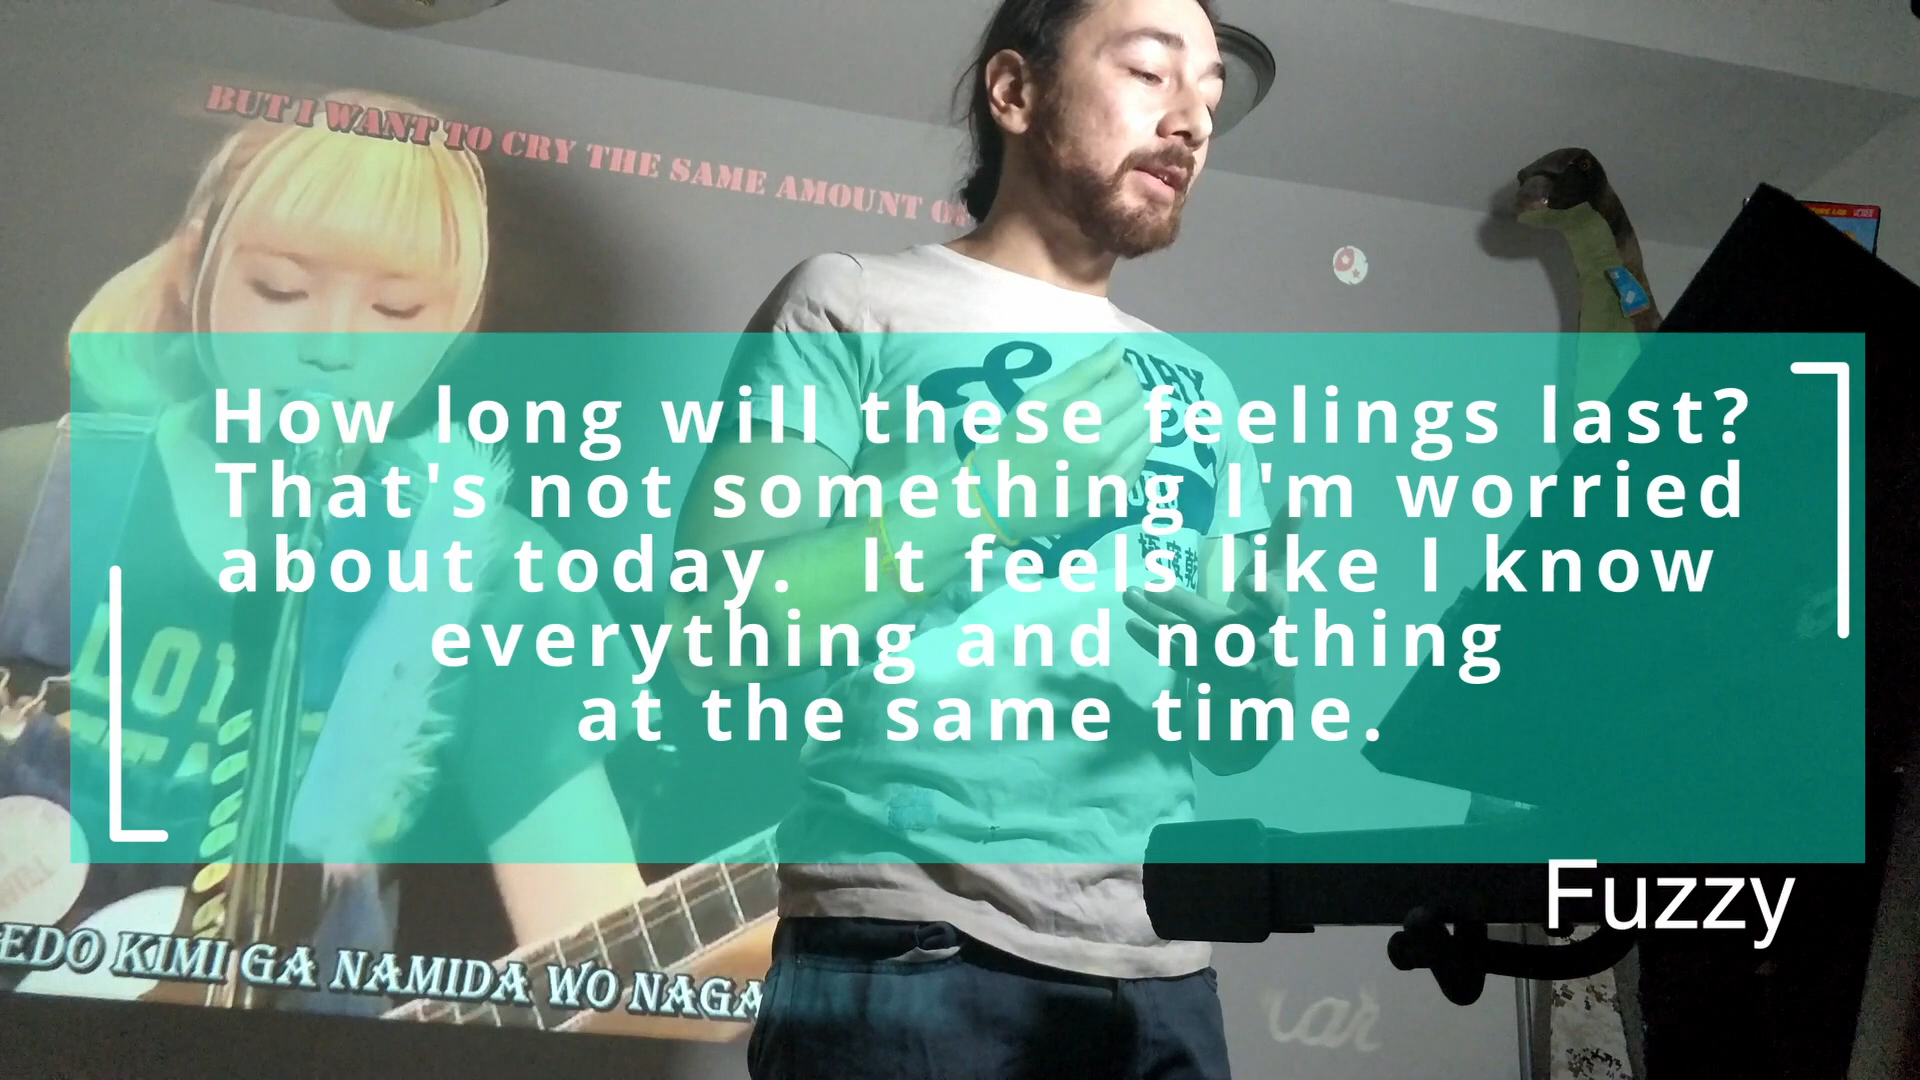 BUT I WANT TO CRY THE SAME AMOUNT
How long will these feelings last?
That's not something I'm worried
about today.  It feels like I know
everything and nothing
at the same time.
Fuzzy
EDO KIMI GA NAMIDA WO NAGA